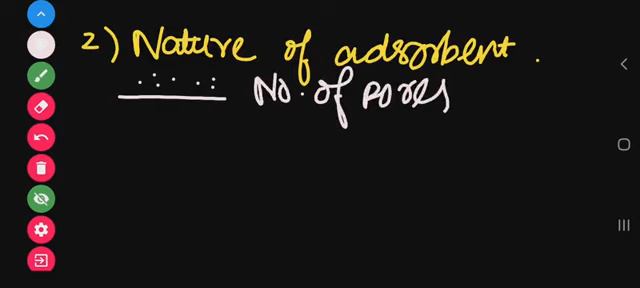 2) Nature of adsorbent.
No. of pores